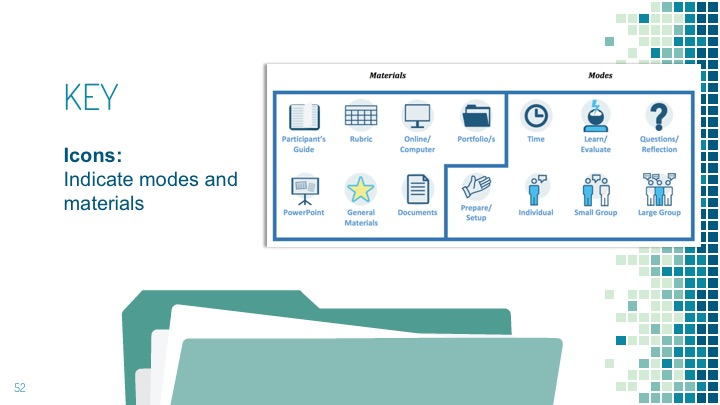 KEY
Icons:
Indicate modes and
materials
Materials
Modes
Participant's
Guide
Rubric
Online/
Computer
Portfolio/s
Time
Learn/
Evaluate
Questions/
Reflection
PowerPoint
General
Materials
Documents
Prepare/
Setup
Individual
Small Group
Large Group
52